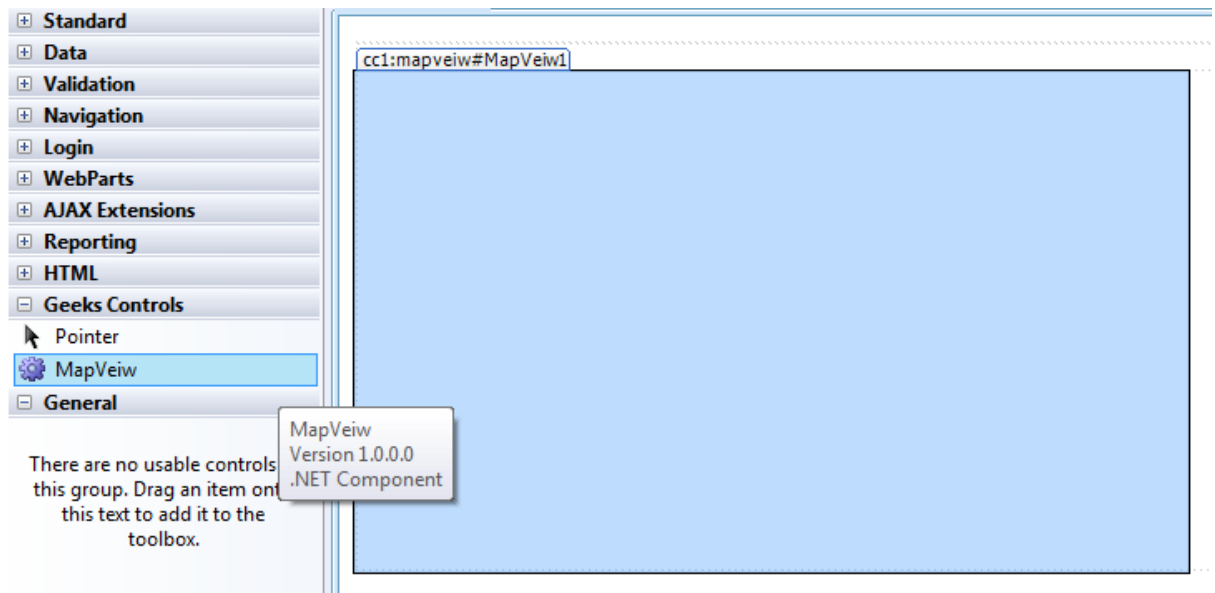 Standard
Data
Validation
Navigation
Login
WebParts
AJAX Extensions
Reporting
HTML
Geeks Controls
Pointer
MapVeiw
General
There are no usable controls
this group. Drag an item ont
this text to add it to the
toolbox.
MapVeiw
Version 1.0.0.0
.NET Component
cc1:mapveiw#MapVeiw1